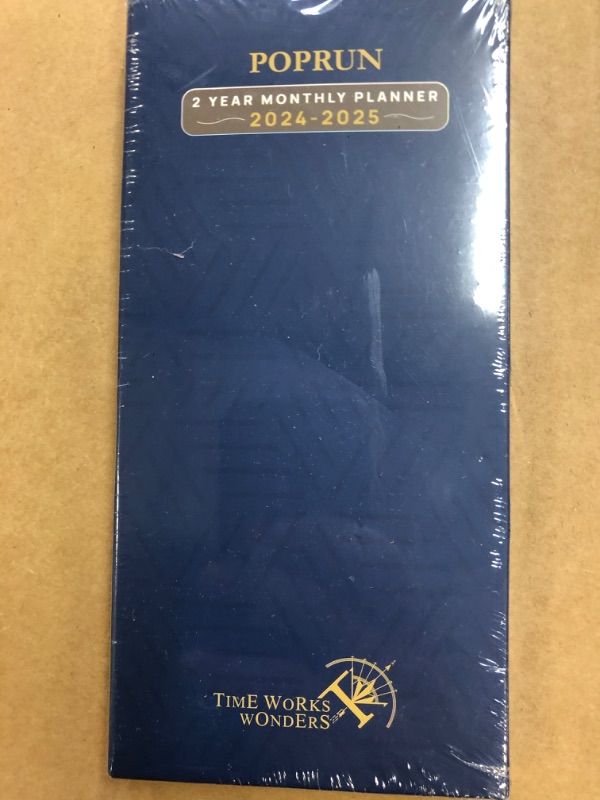 POPRUN
2 YEAR MONTHLY PLANNER
2024-2025
TIME WORKS
WONDERS